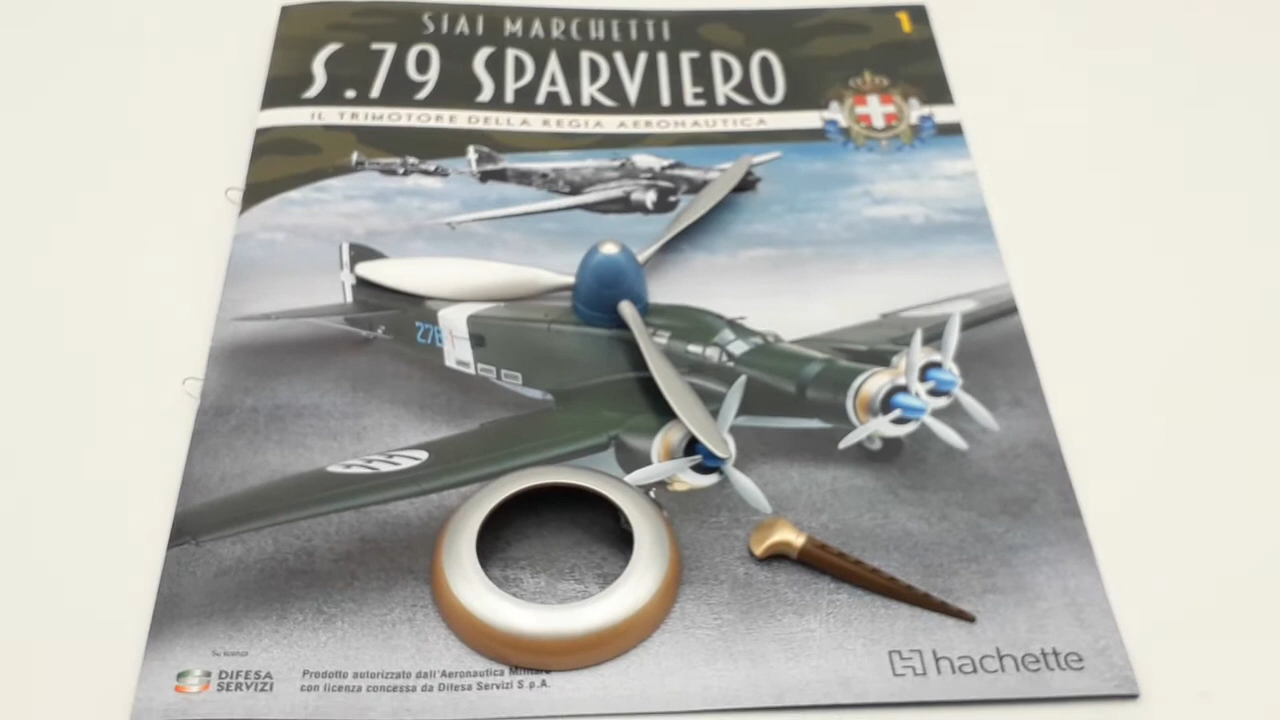 1
SIAI MARCHETTI
S.79 SPARVIERO
IL TRIMOTORE DELLA REGIA AERONAUTICA
278
Su licenza
DIFESA
SERVIZI
Prodotto autorizzato dall'Aeronautica Militare
con licenza concessa da Difesa Servizi S.p.A.
hachette